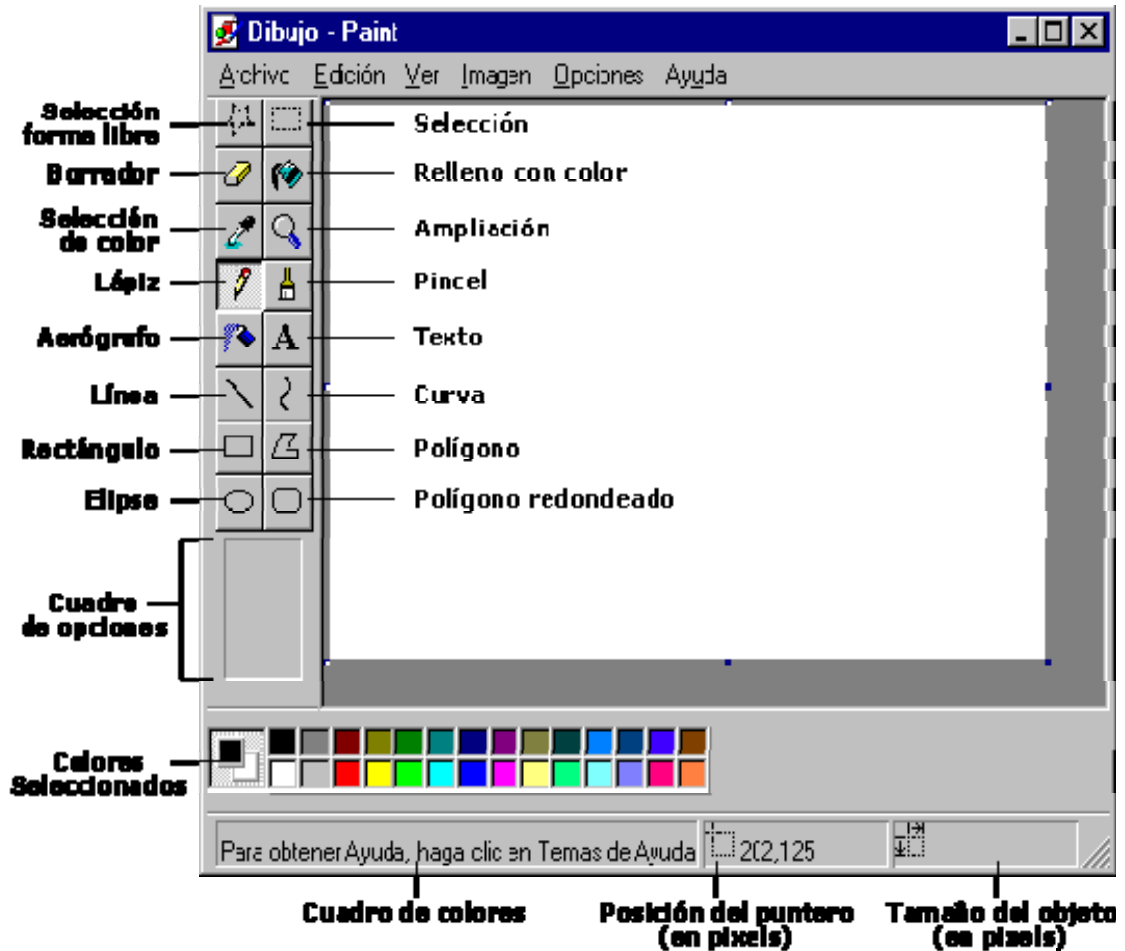 Dibujo - Paint
Archivo Edición Ver Imagen Opciones Ayuda
Selección
forma libre
Selección
Borrador
Relleno con color
Selección
de color
Ampliación
Lápiz
Pincel
Aerógrafo
A
Texto
Línea
Curva
Rectángulo
Polígono
Elipse
Polígono redondeado
Cuadro
de opciones
Colores
Seleccionados
Para obtener Ayuda, haga clic en Temas de Ayuda
202,125
Cuadro de colores
Posición del puntero
(en pixels)
Tamaño del objeto
(en pixels)